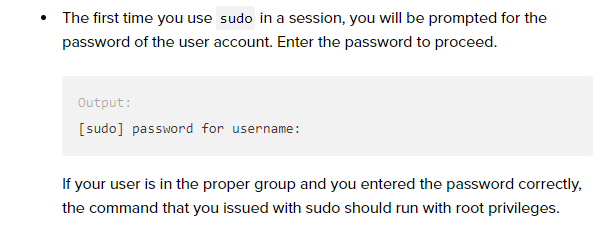 • The first time you use sudo in a session, you will be prompted for the
password of the user account. Enter the password to proceed.
Output:
[sudo] password for username:
If your user is in the proper group and you entered the password correctly,
the command that you issued with sudo should run with root privileges.